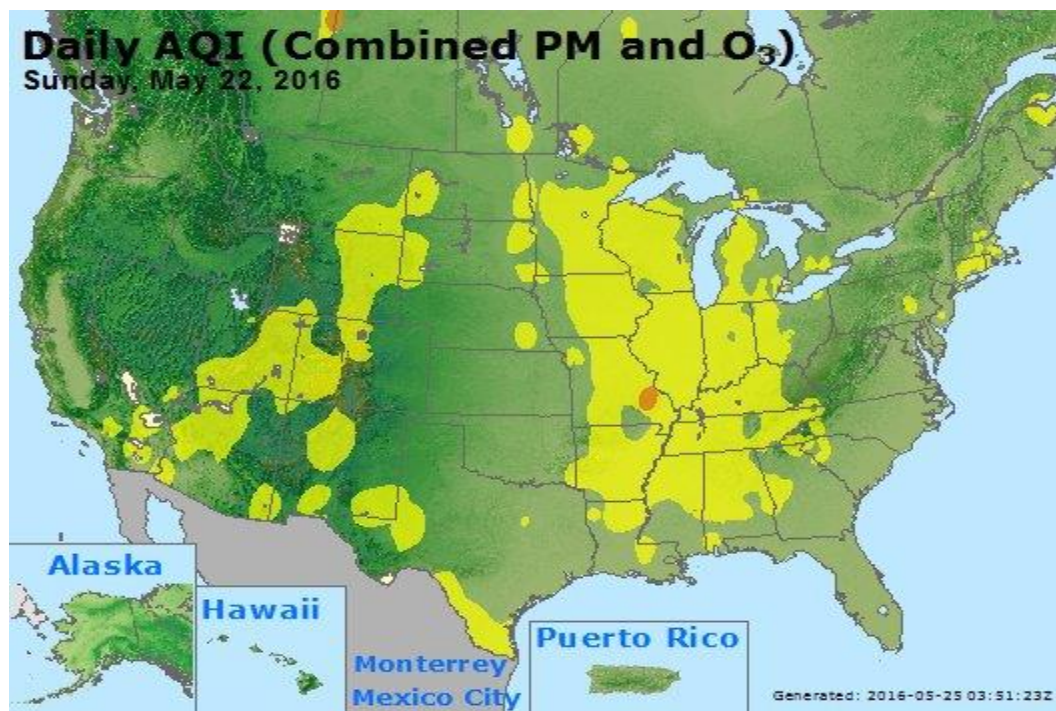 Daily AQI (Combined PM and O₃)
Sunday, May 22, 2016
Alaska
Hawaii
Monterrey
Mexico City
Puerto Rico
Generated: 2016-05-25 03:51:23Z